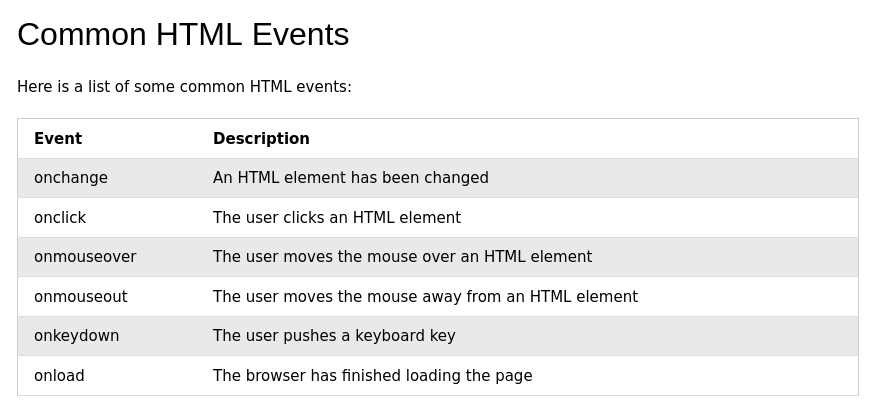 Common HTML Events
Here is a list of some common HTML events:
Event Description
onchange An HTML element has been changed
onclick The user clicks an HTML element
onmouseover The user moves the mouse over an HTML element
onmouseout The user moves the mouse away from an HTML element
onkeydown The user pushes a keyboard key
onload The browser has finished loading the page